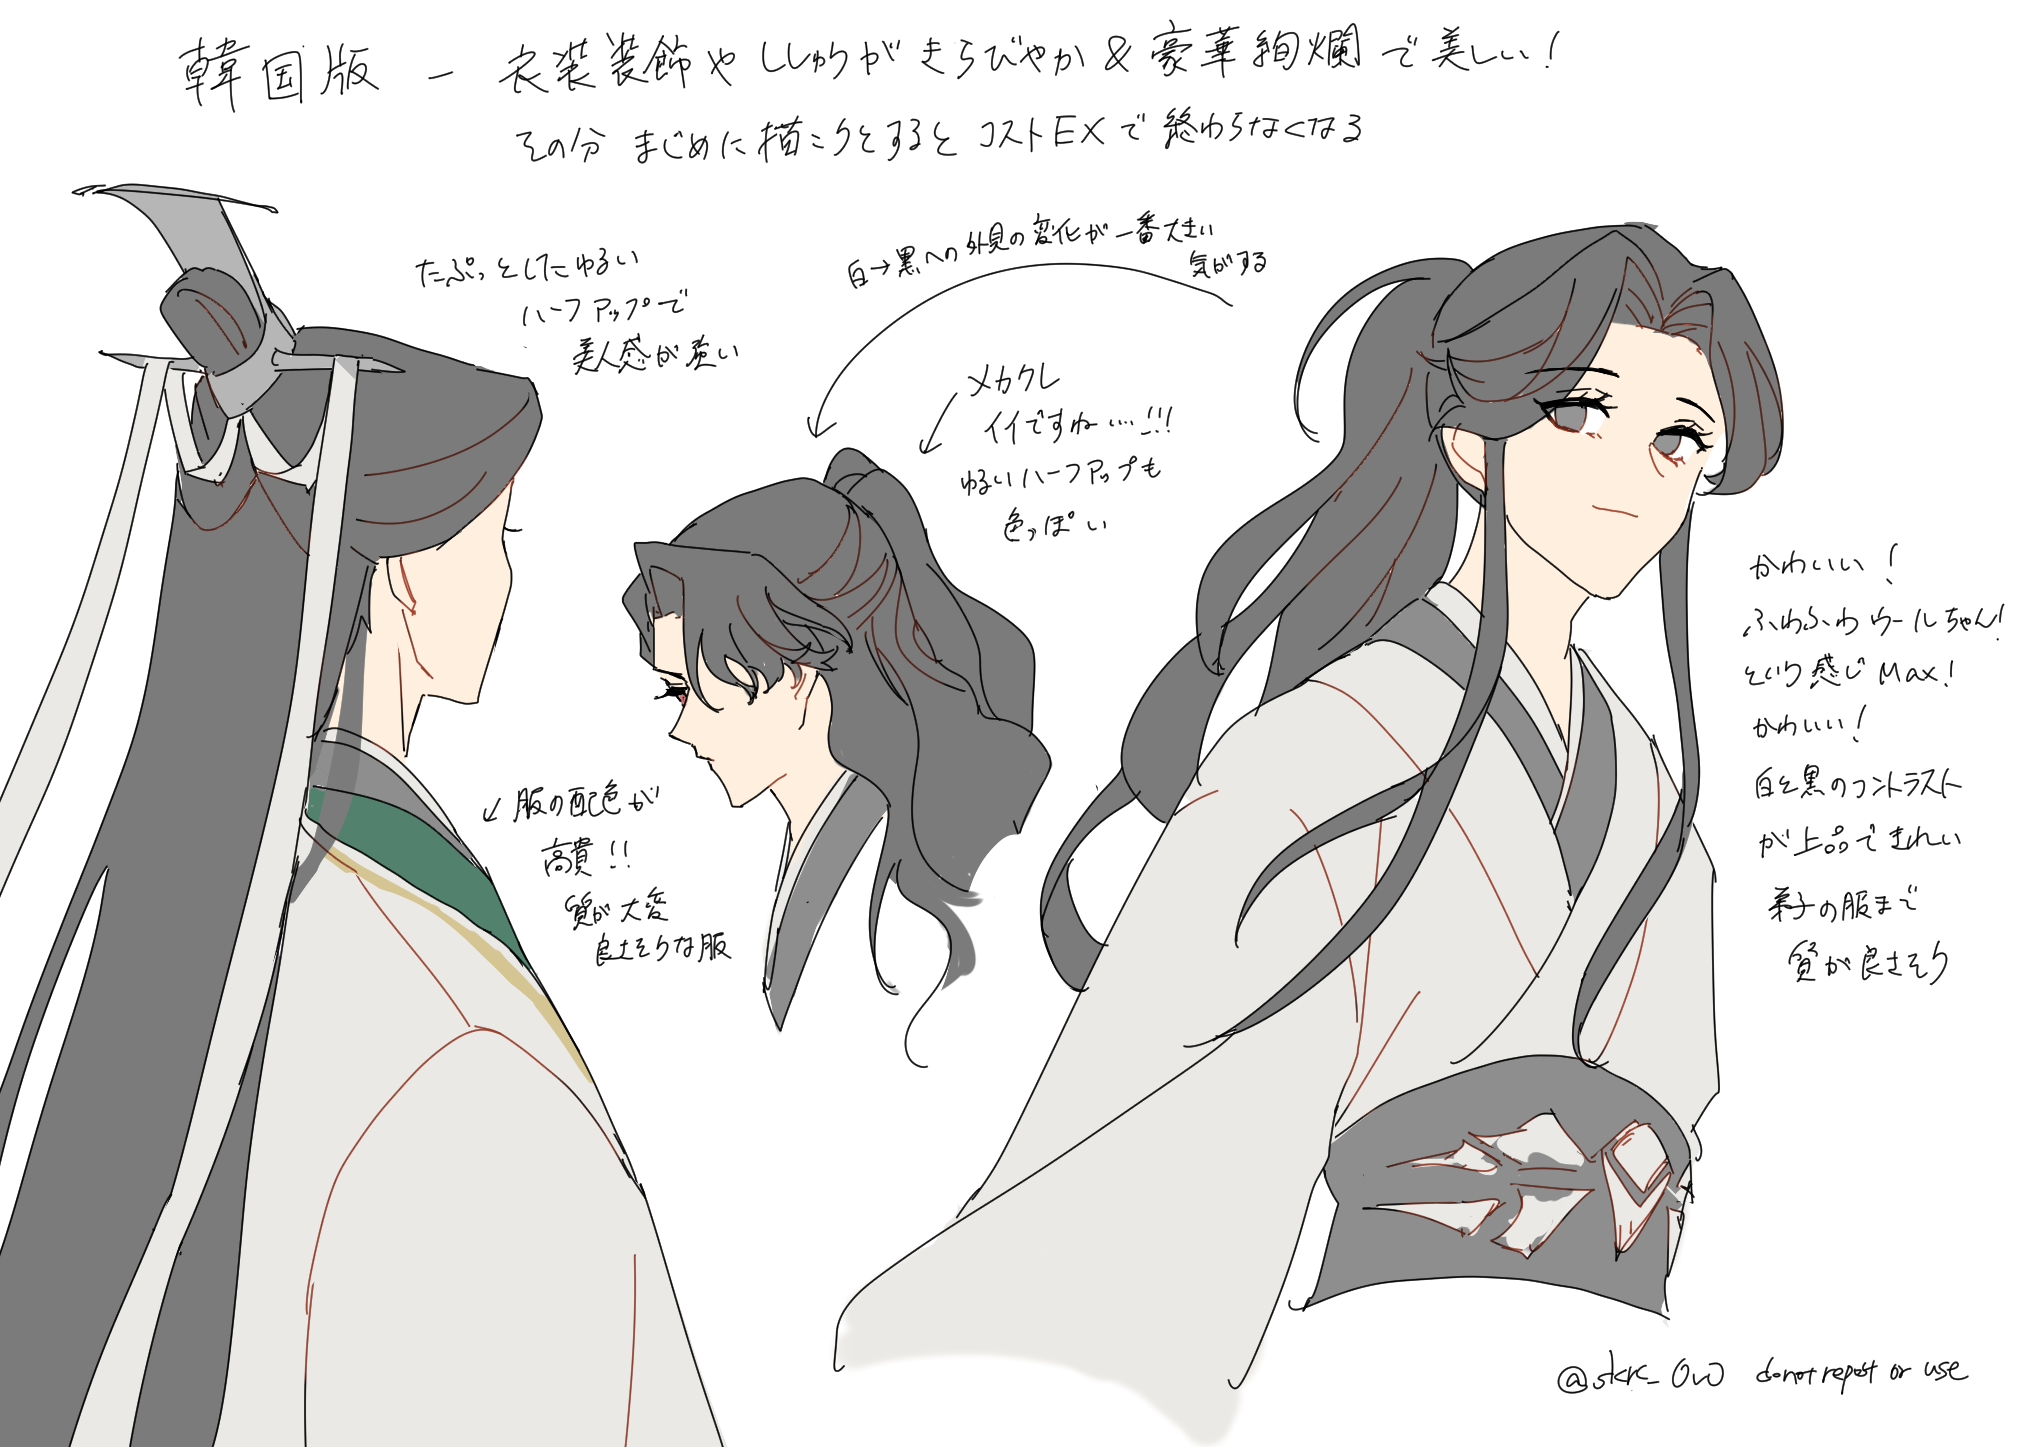 韓国版 － 衣装装飾やししゅうがきらびやか＆豪華絢爛で美しい！
その分 まじめに描こうとするとコストEXで終わらなくなる
たぷっとしたゆるい
ハーフアップで
美人感が強い
白→黒への外見の変化が一番大きい
気がする
メカクレ
イイですね…!!!
ゆるいハーフアップも
色っぽい
かわいい！
ふわふわウールちゃん！
という感じMax！
かわいい！
白と黒のコントラスト
が上品できれい
弟子の服まで
質が良さそう
↙ 服の配色が
高貴！！
質が大変
良さそうな服
@skrk_OvO do not repost or use